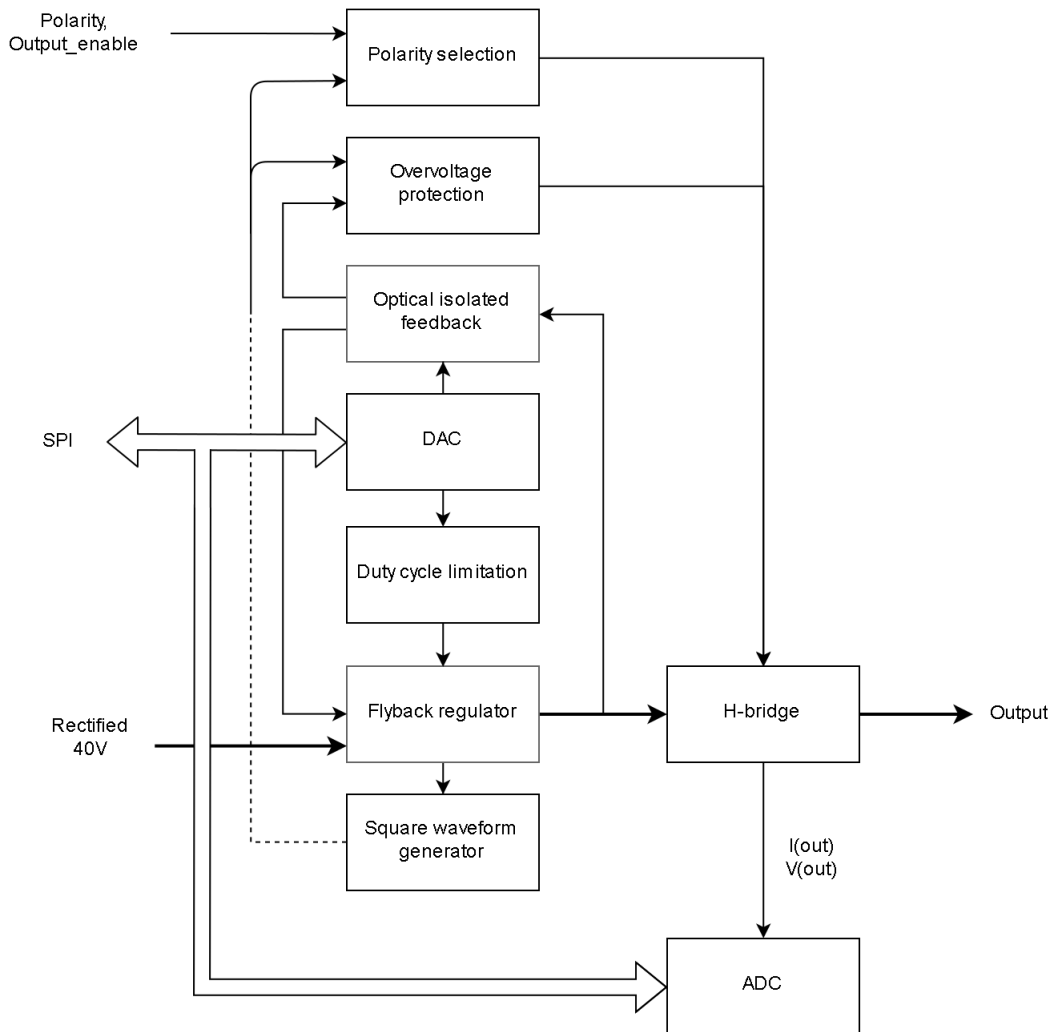 Polarity,
Output_enable
Polarity selection
Overvoltage
protection
Optical isolated
feedback
SPI
DAC
Duty cycle limitation
Rectified
40V
Flyback regulator
H-bridge
Output
Square waveform
generator
I(out)
V(out)
ADC